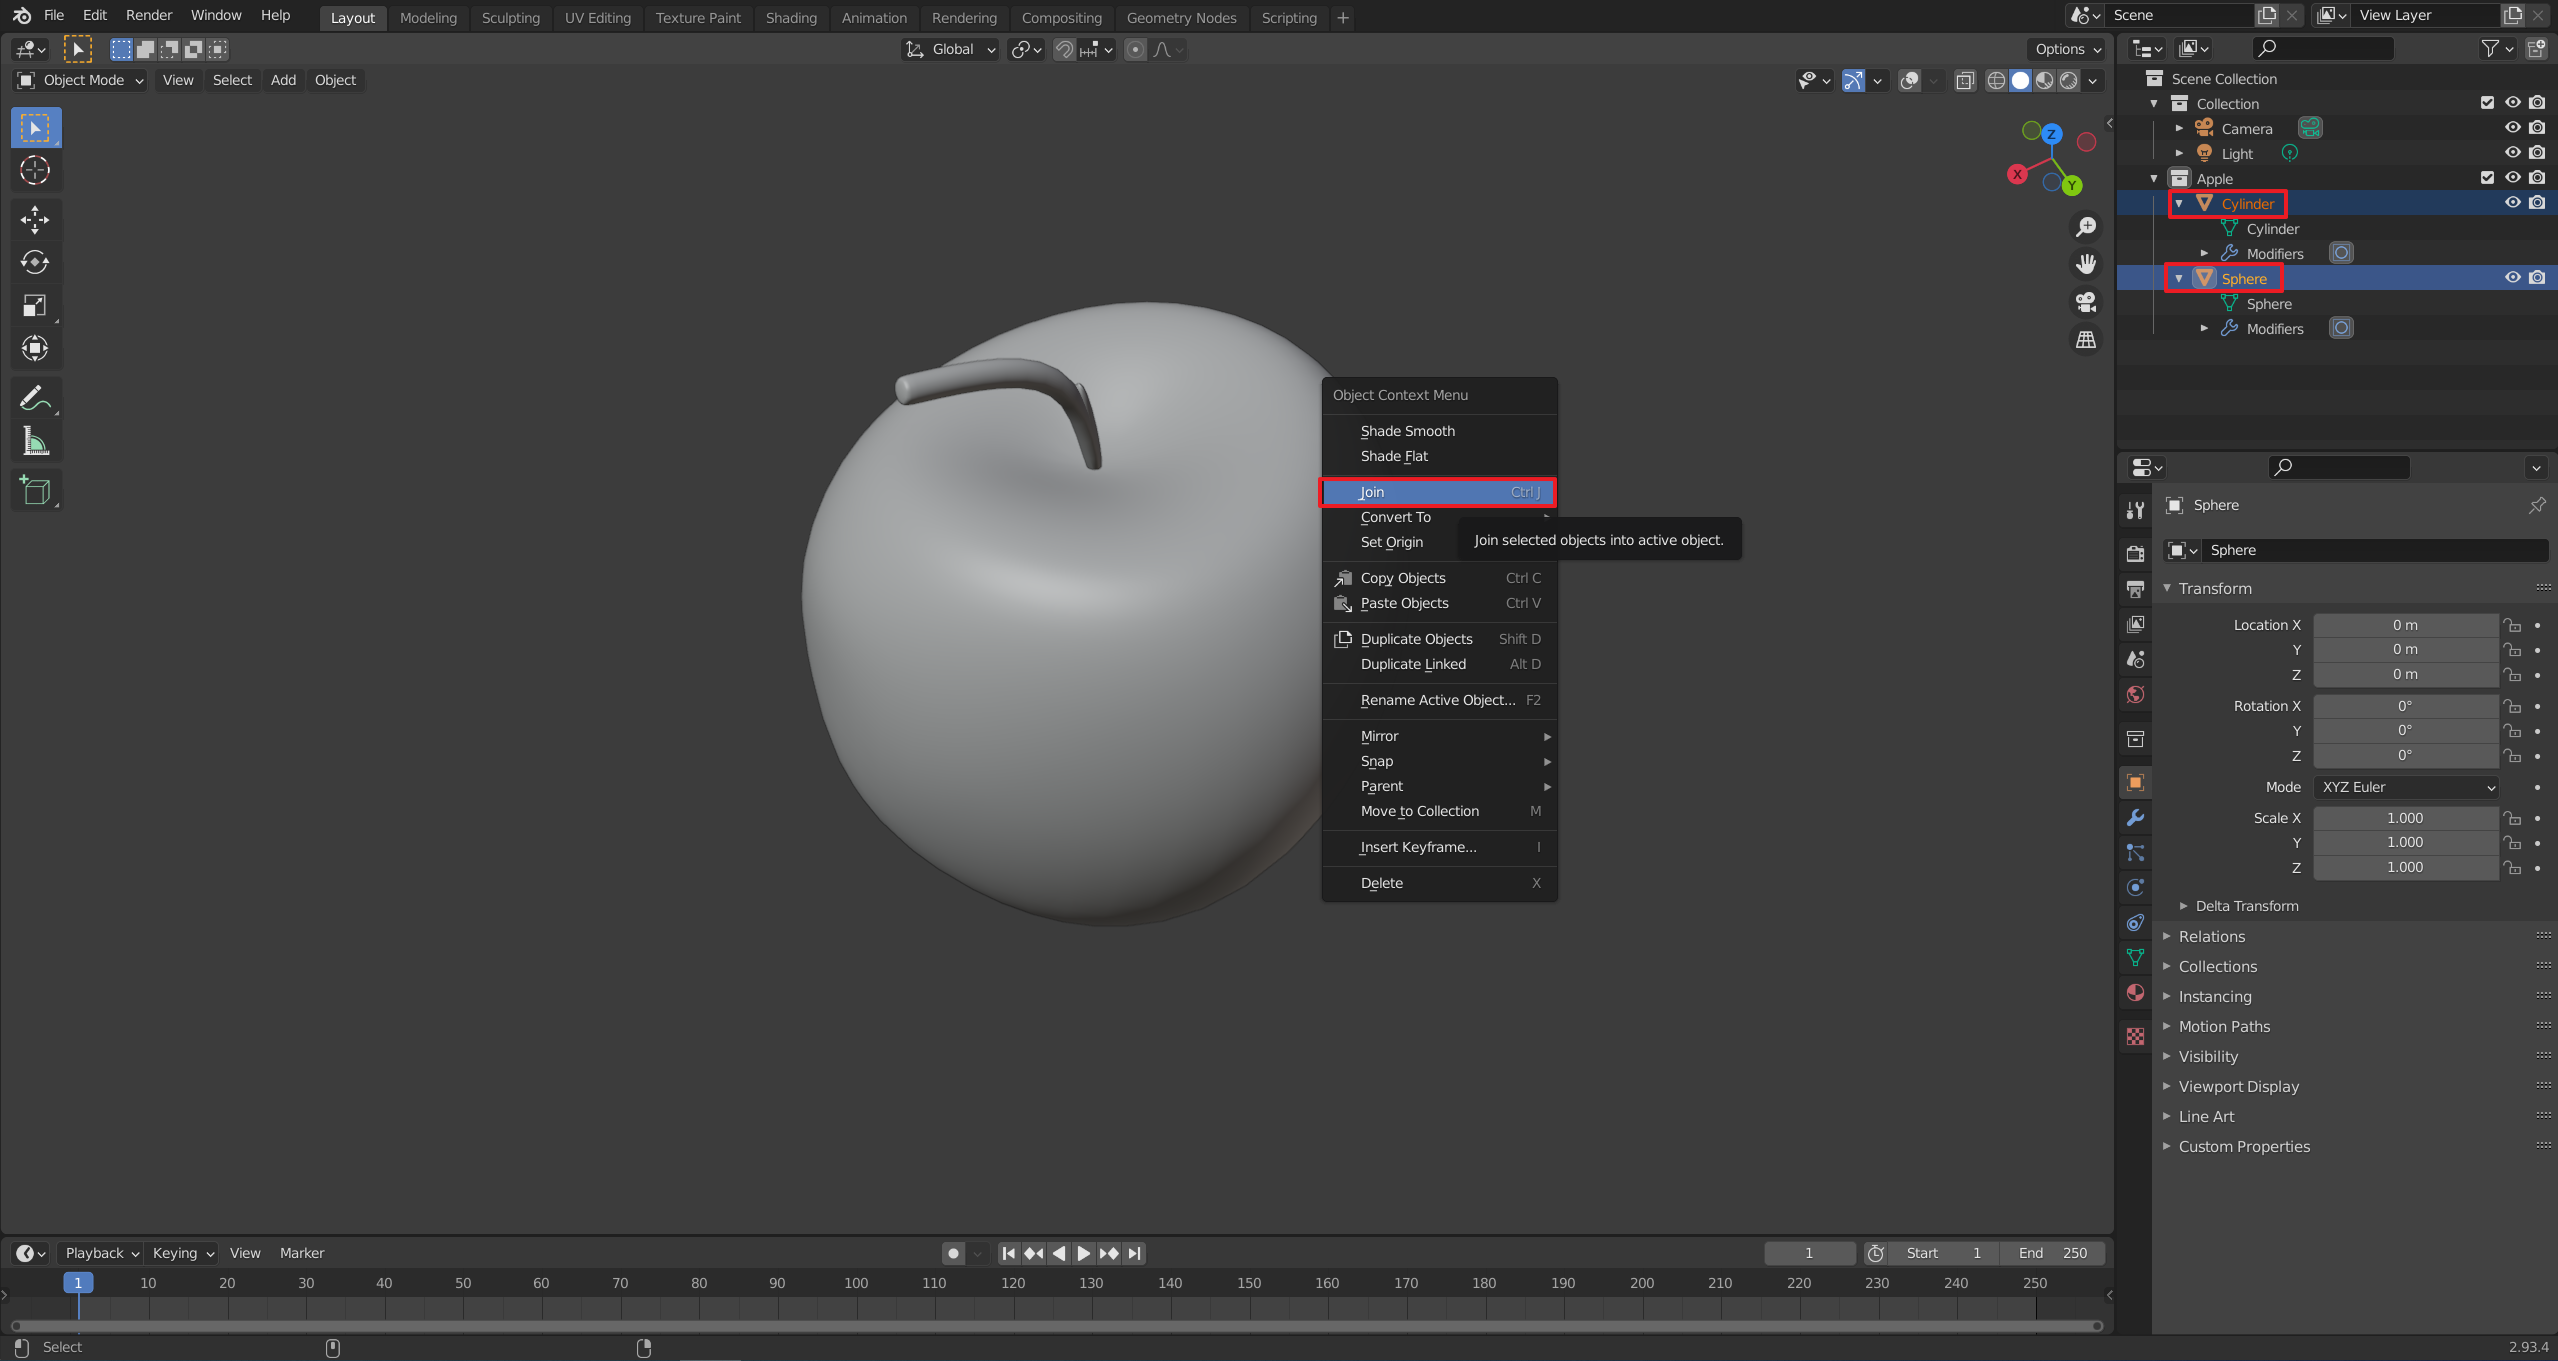 File Edit Render Window Help Layout Modeling Sculpting UV Editing Texture Paint Shading Animation Rendering Compositing Geometry Nodes Scripting + Scene View Layer
Global Options
Object Mode View Select Add Object
Scene Collection
Collection
Camera
Light
Apple
Cylinder
Cylinder
Modifiers
Sphere
Sphere
Modifiers
Z
X
Y
Object Context Menu
Shade Smooth
Shade Flat
Join Ctrl J
Convert To
Set Origin
Join selected objects into active object.
Copy Objects Ctrl C
Paste Objects Ctrl V
Duplicate Objects Shift D
Duplicate Linked Alt D
Rename Active Object... F2
Mirror
Snap
Parent
Move to Collection M
Insert Keyframe... I
Delete X
Sphere
Sphere
Transform
Location X 0 m
Y 0 m
Z 0 m
Rotation X 0°
Y 0°
Z 0°
Mode XYZ Euler
Scale X 1.000
Y 1.000
Z 1.000
Delta Transform
Relations
Collections
Instancing
Motion Paths
Visibility
Viewport Display
Line Art
Custom Properties
Playback Keying View Marker 1 Start 1 End 250
1 10 20 30 40 50 60 70 80 90 100 110 120 130 140 150 160 170 180 190 200 210 220 230 240 250
Select 2.93.4